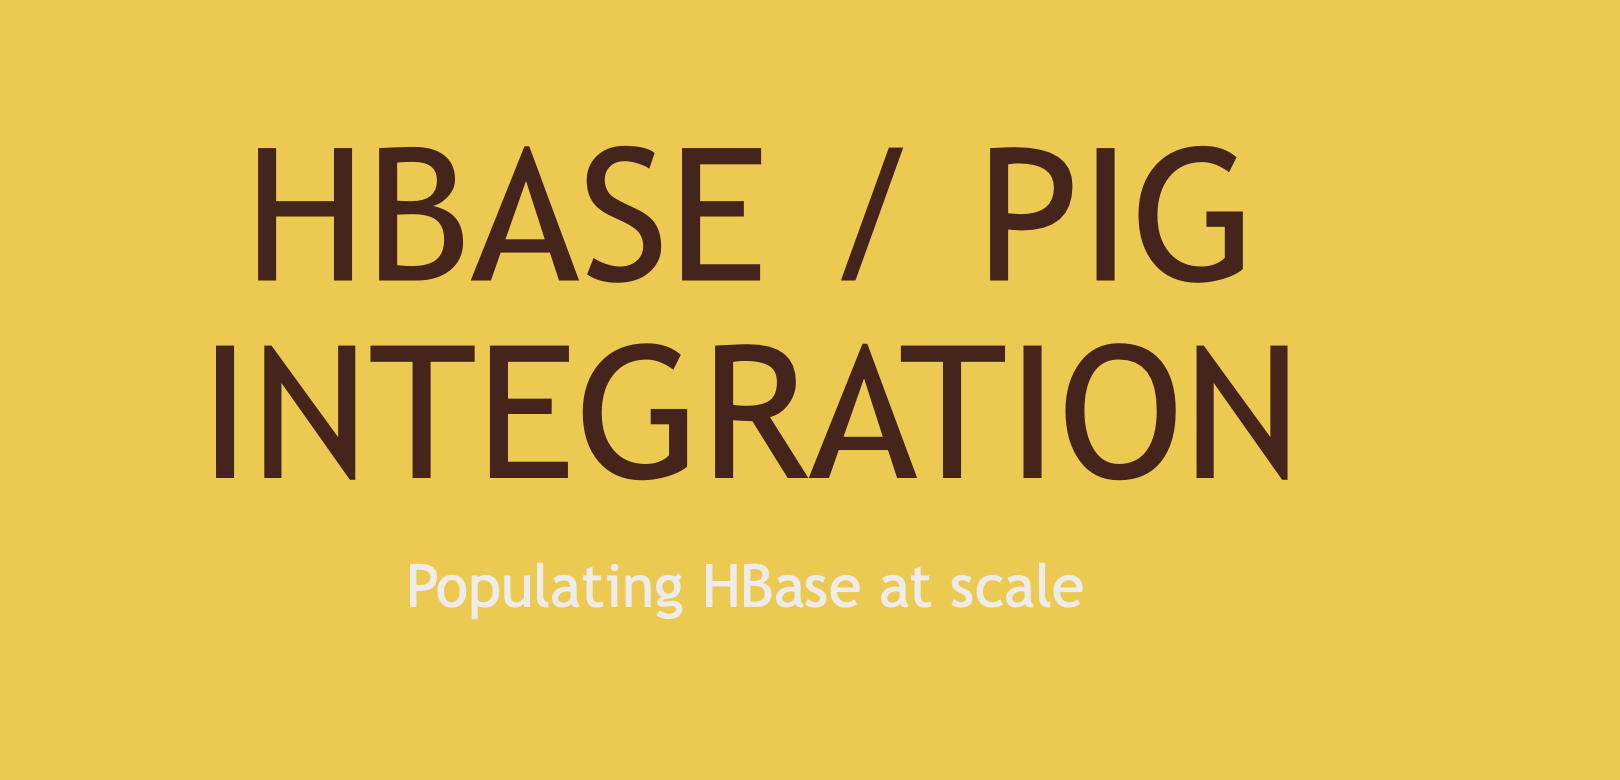 HBASE / PIG
INTEGRATION
Populating HBase at scale